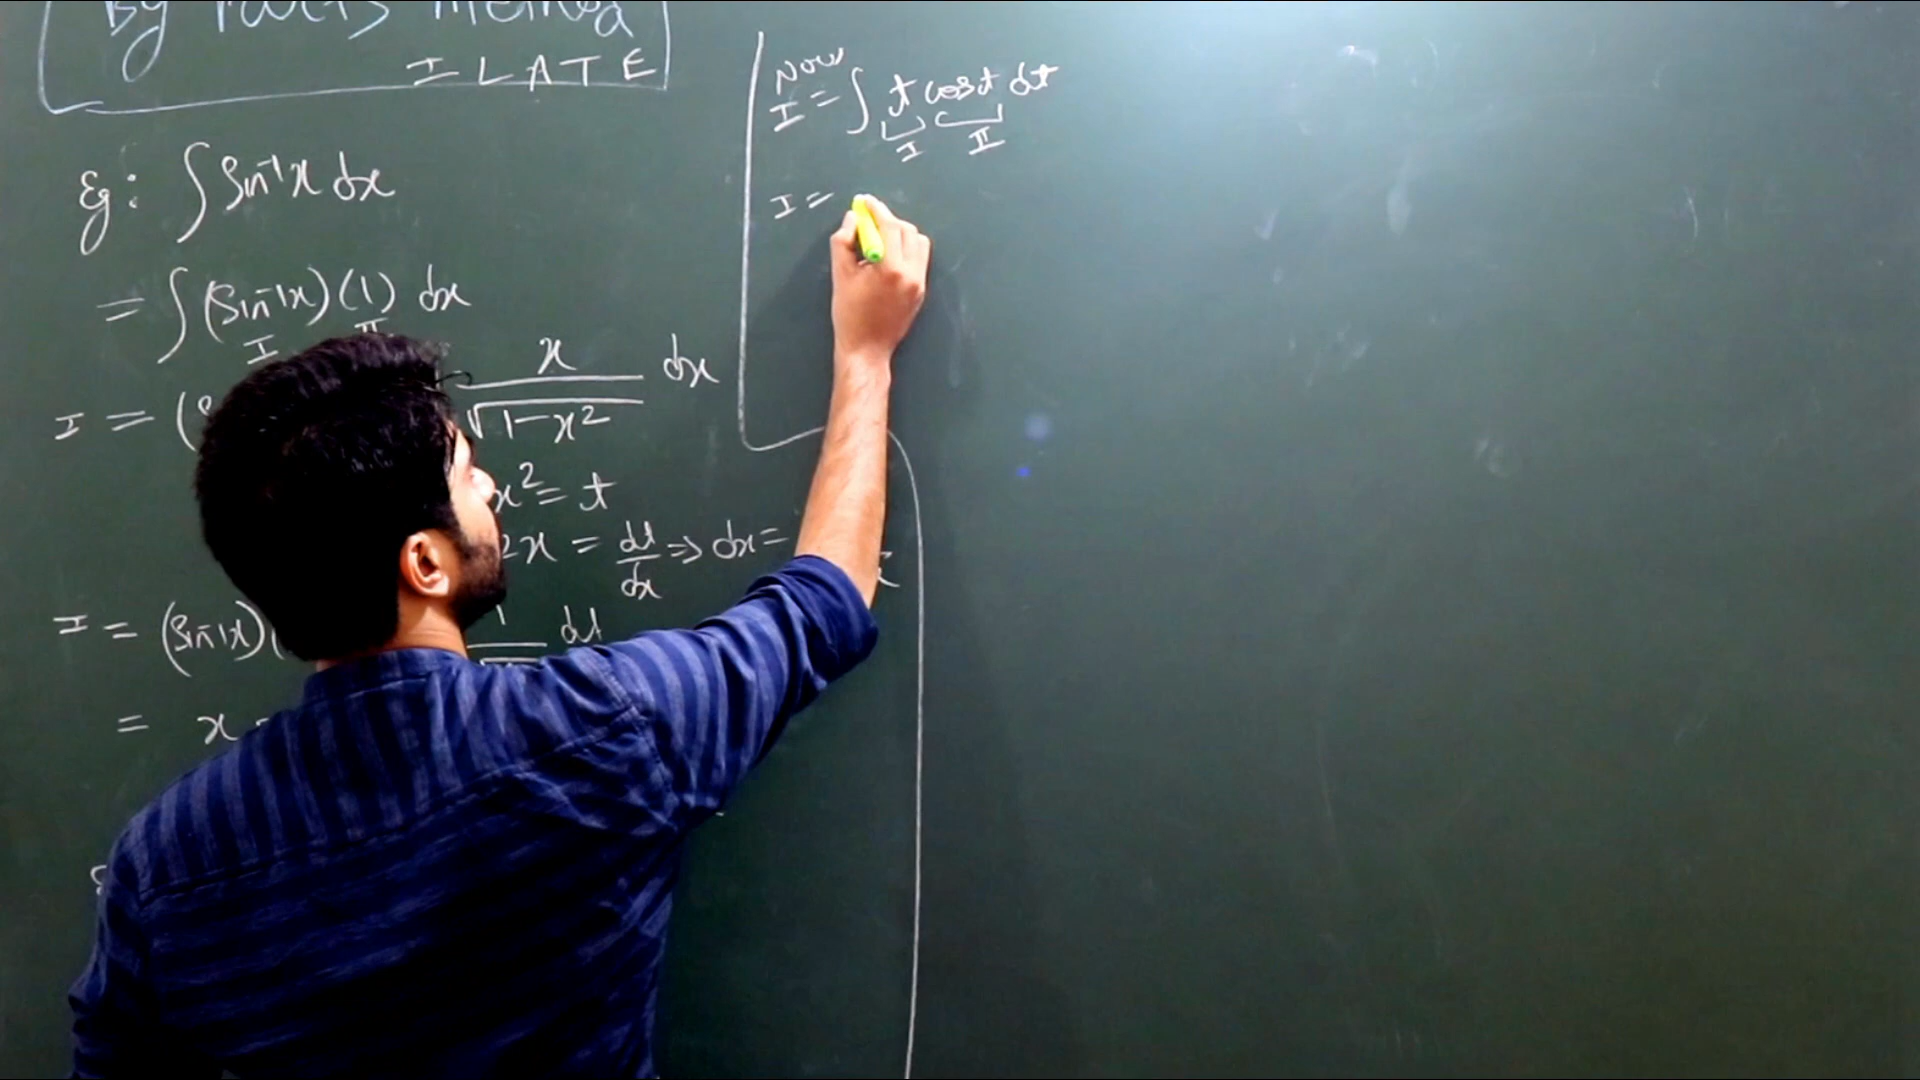 By Parts Method
I L A T E
Eg: ∫ Sin⁻¹x dx
= ∫ (Sin⁻¹x) (1) dx
I II
I = ( x / √1-x² dx
x² = t
2x = dt/dx ⇒ dx =
I = (Sin⁻¹x) ( 1 dt
= x
Now
I = ∫ t cost dt
I II
I =